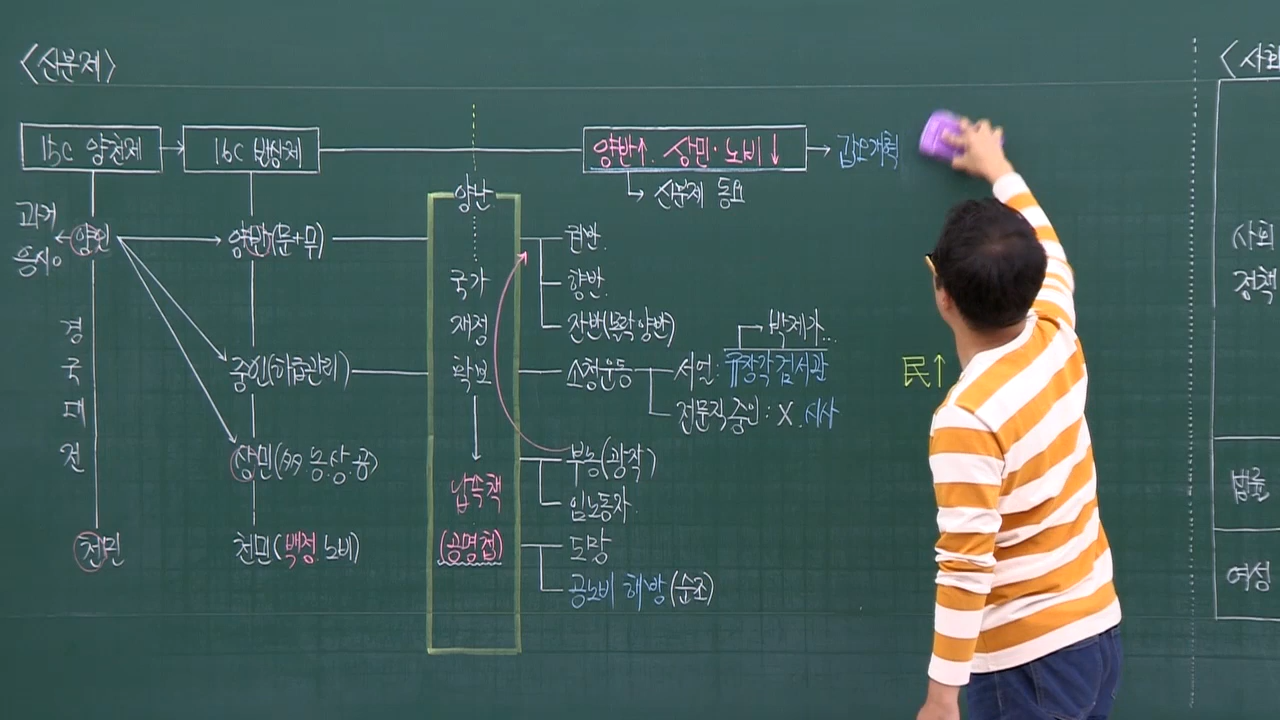 <신분제>
15C 양천제
16C 반상제
양반↑. 상민·노비↓
갑오개혁
신분제 동요
과거
응시○
양인
양반(문+무)
중인(하급관리)
상민(예 농.상.공)
천민
천민(백정.노비)
경
국
대
전
양난
국가
재정
확보
납속책
(공명첩)
권반.
향반.
잔반(몰락양반)
소청운동
서얼: 규장각 검서관
박제가...
전문직 중인: X. 시사
부농(광작)
임노동자.
도망
공노비 해방(순조)
民↑
<사회
사회
정책
법률
여성